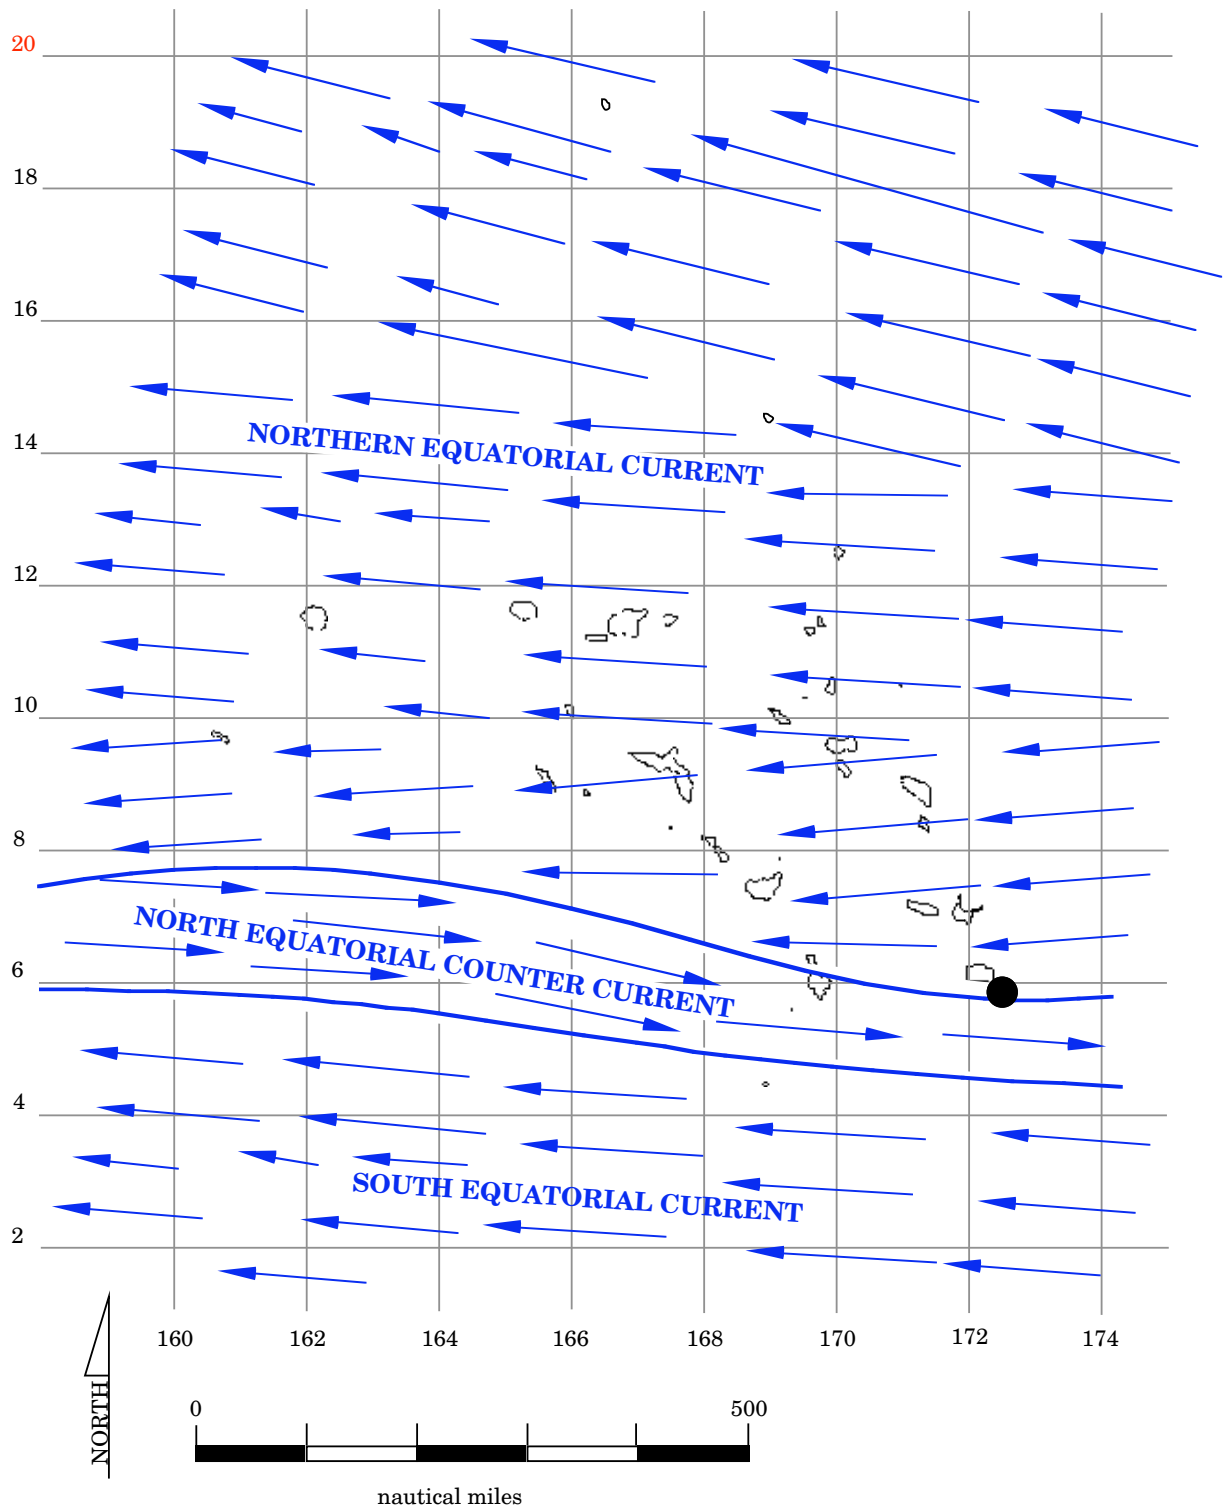 20
18
16
14
NORTHERN EQUATORIAL CURRENT
12
10
8
NORTH EQUATORIAL COUNTER CURRENT
6
4
SOUTH EQUATORIAL CURRENT
2
160 162 164 166 168 170 172 174
NORTH
0 500
nautical miles